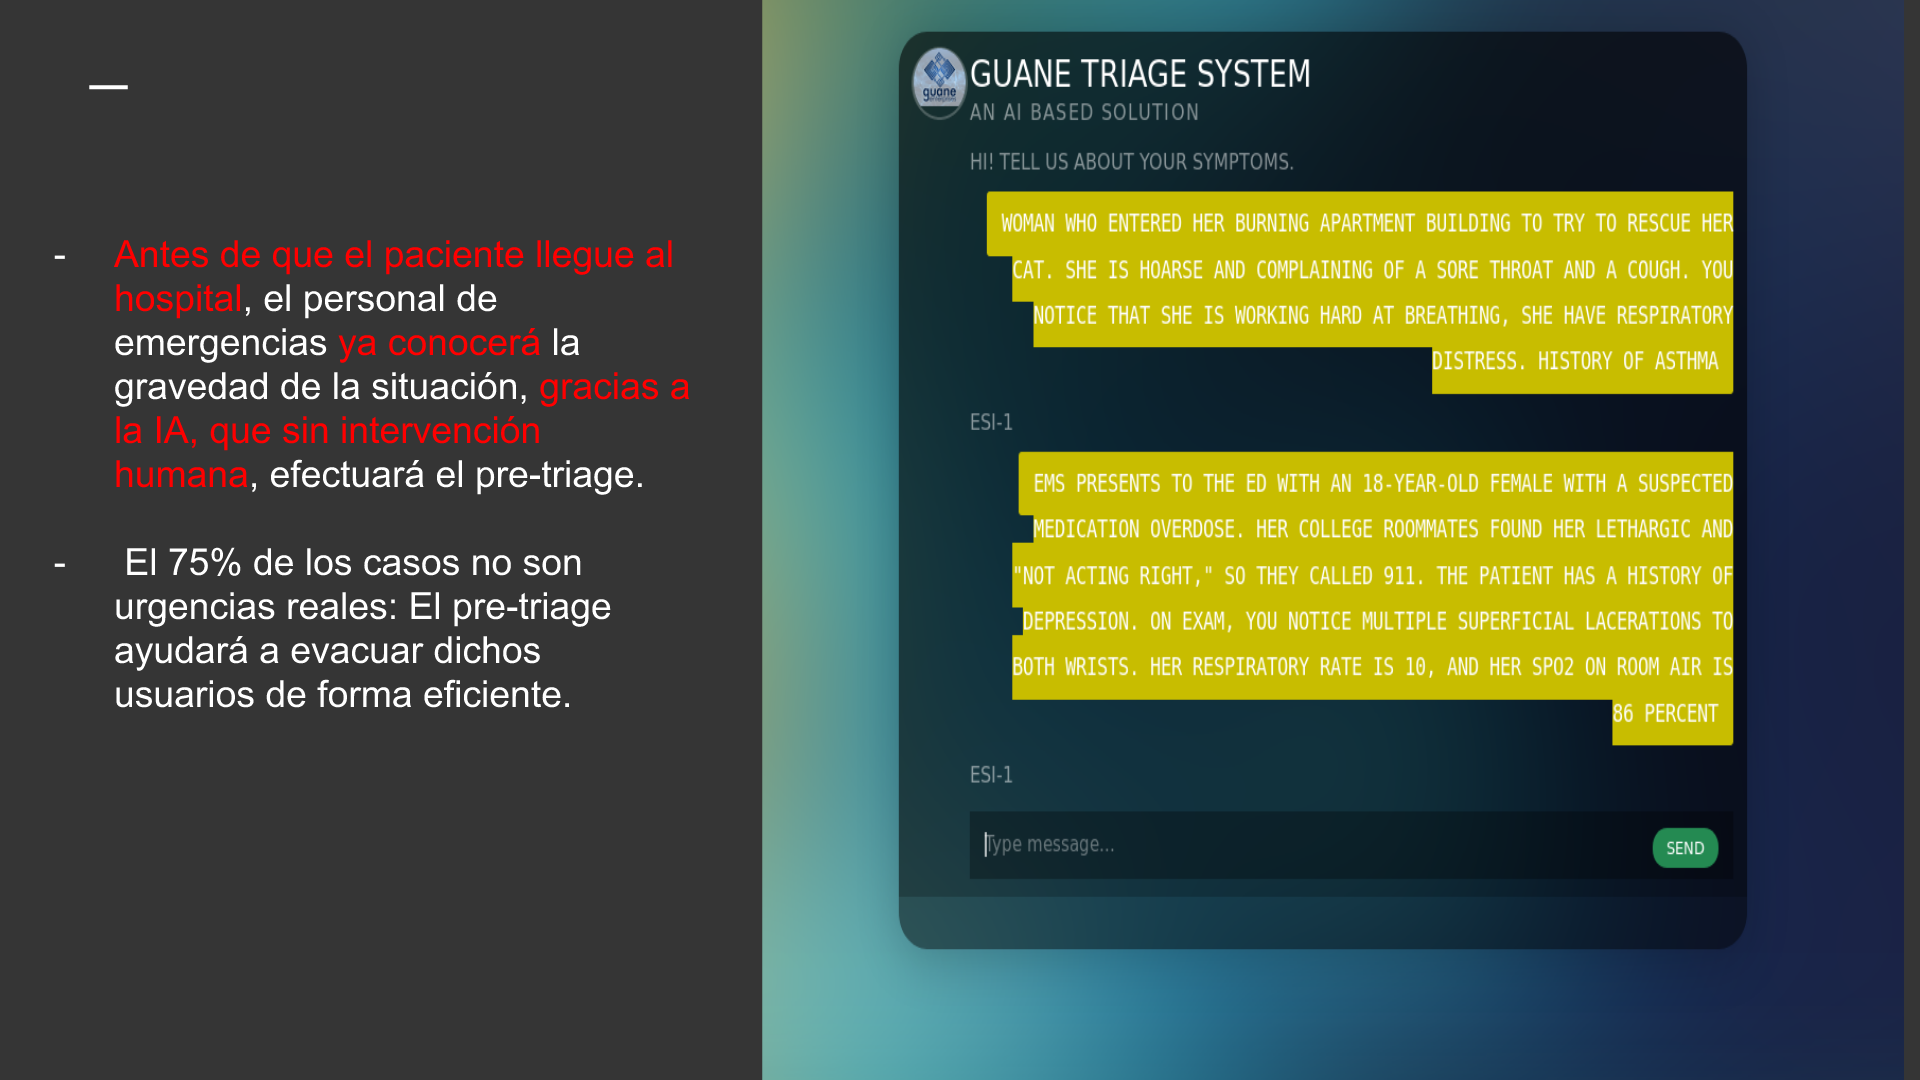 —
- Antes de que el paciente llegue al
hospital, el personal de
emergencias ya conocerá la
gravedad de la situación, gracias a
la IA, que sin intervención
humana, efectuará el pre-triage.
- El 75% de los casos no son
urgencias reales: El pre-triage
ayudará a evacuar dichos
usuarios de forma eficiente.
guane
GUANE TRIAGE SYSTEM
AN AI BASED SOLUTION
HI! TELL US ABOUT YOUR SYMPTOMS.
WOMAN WHO ENTERED HER BURNING APARTMENT BUILDING TO TRY TO RESCUE HER
CAT. SHE IS HOARSE AND COMPLAINING OF A SORE THROAT AND A COUGH. YOU
NOTICE THAT SHE IS WORKING HARD AT BREATHING, SHE HAVE RESPIRATORY
DISTRESS. HISTORY OF ASTHMA
ESI-1
EMS PRESENTS TO THE ED WITH AN 18-YEAR-OLD FEMALE WITH A SUSPECTED
MEDICATION OVERDOSE. HER COLLEGE ROOMMATES FOUND HER LETHARGIC AND
"NOT ACTING RIGHT," SO THEY CALLED 911. THE PATIENT HAS A HISTORY OF
DEPRESSION. ON EXAM, YOU NOTICE MULTIPLE SUPERFICIAL LACERATIONS TO
BOTH WRISTS. HER RESPIRATORY RATE IS 10, AND HER SPO2 ON ROOM AIR IS
86 PERCENT
ESI-1
Type message...
SEND